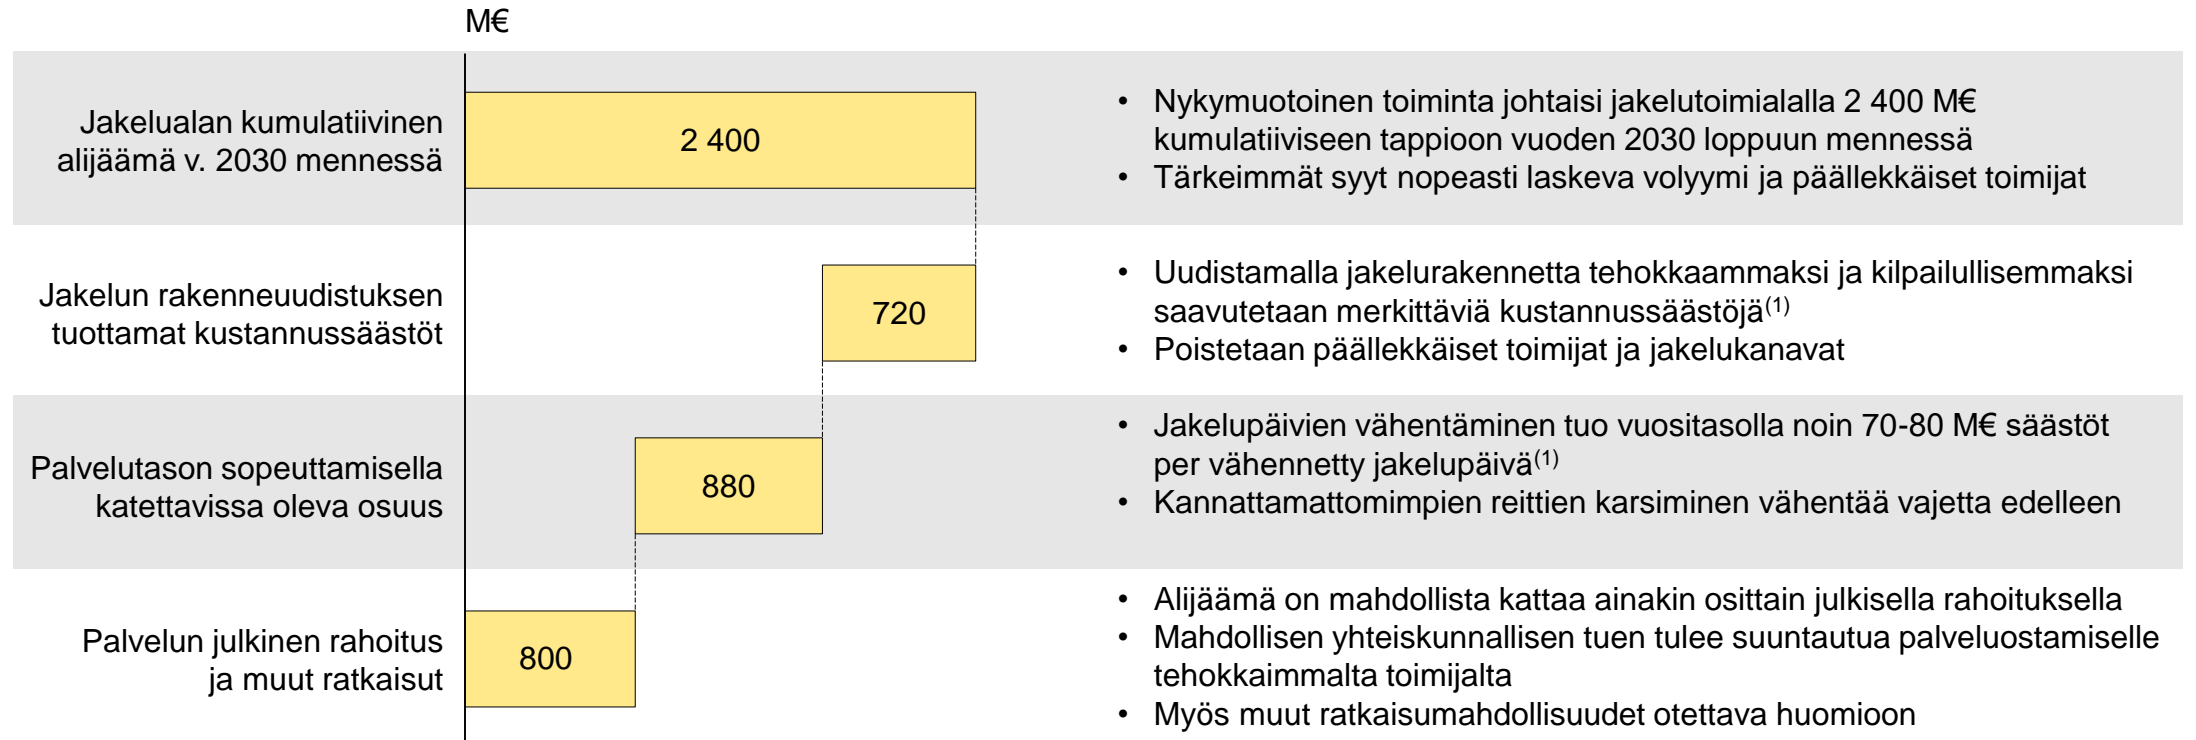 M€
Jakelualan kumulatiivinen
alijäämä v. 2030 mennessä
2 400
• Nykymuotoinen toiminta johtaisi jakelutoimialalla 2 400 M€
kumulatiiviseen tappioon vuoden 2030 loppuun mennessä
• Tärkeimmät syyt nopeasti laskeva volyymi ja päällekkäiset toimijat
Jakelun rakenneuudistuksen
tuottamat kustannussäästöt
720
• Uudistamalla jakelurakennetta tehokkaammaksi ja kilpailullisemmaksi
saavutetaan merkittäviä kustannussäästöjä(1)
• Poistetaan päällekkäiset toimijat ja jakelukanavat
Palvelutason sopeuttamisella
katettavissa oleva osuus
880
• Jakelupäivien vähentäminen tuo vuositasolla noin 70-80 M€ säästöt
per vähennetty jakelupäivä(1)
• Kannattamattomimpien reittien karsiminen vähentää vajetta edelleen
Palvelun julkinen rahoitus
ja muut ratkaisut
800
• Alijäämä on mahdollista kattaa ainakin osittain julkisella rahoituksella
• Mahdollisen yhteiskunnallisen tuen tulee suuntautua palveluostamiselle
tehokkaimmalta toimijalta
• Myös muut ratkaisumahdollisuudet otettava huomioon